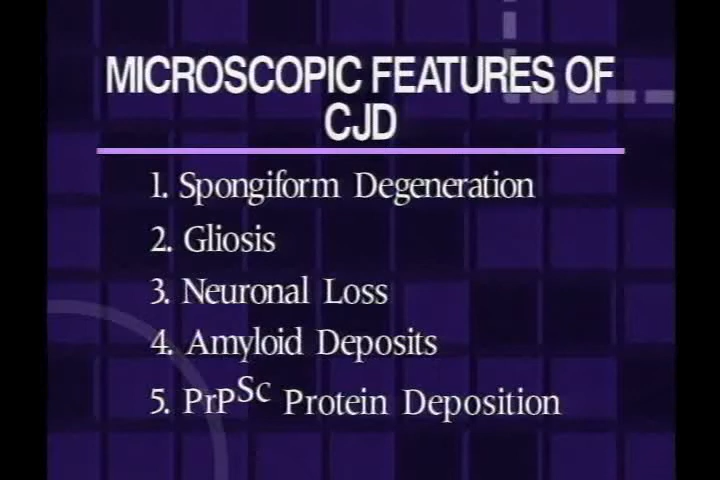 MICROSCOPIC FEATURES OF
CJD
1. Spongiform Degeneration
2. Gliosis
3. Neuronal Loss
4. Amyloid Deposits
5. PrPSc Protein Deposition